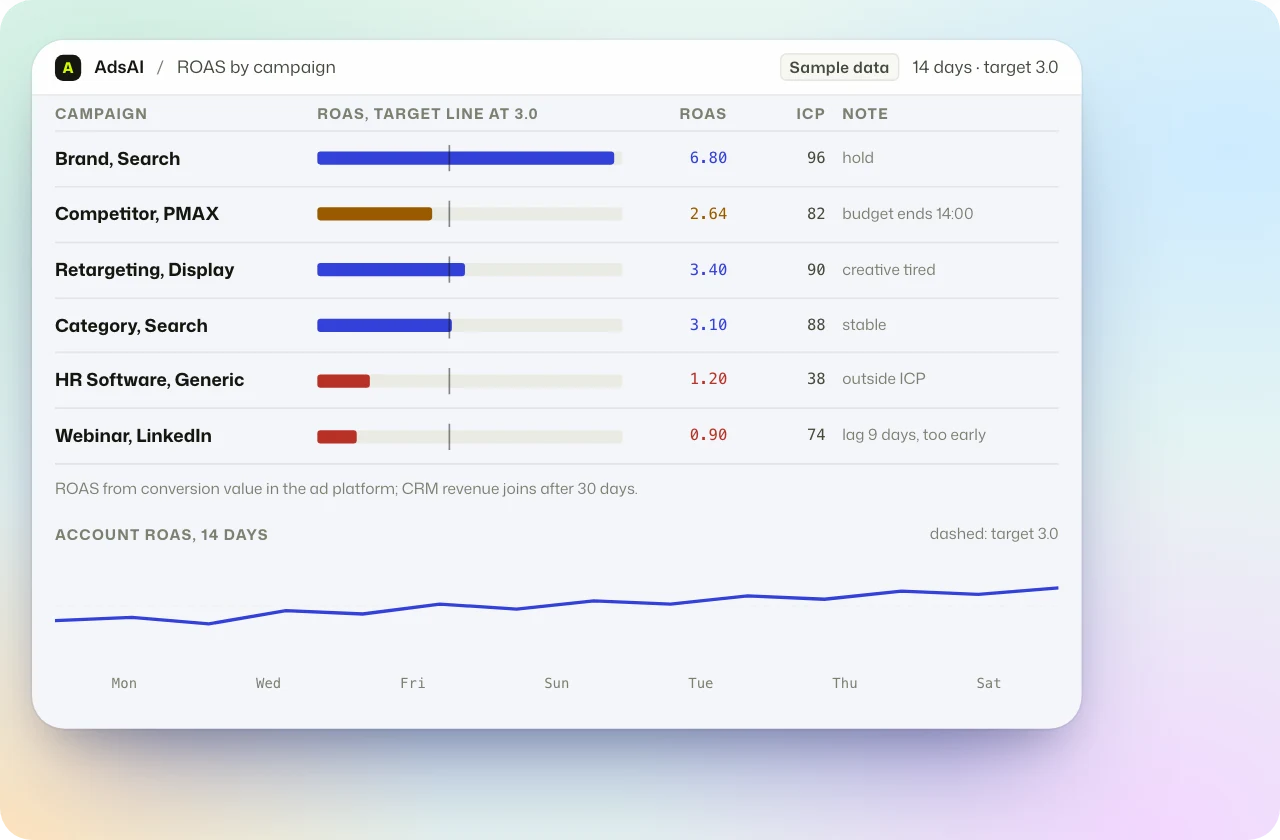 A AdsAI / ROAS by campaign Sample data 14 days · target 3.0
CAMPAIGN ROAS, TARGET LINE AT 3.0 ROAS ICP NOTE
Brand, Search 6.80 96 hold
Competitor, PMAX 2.64 82 budget ends 14:00
Retargeting, Display 3.40 90 creative tired
Category, Search 3.10 88 stable
HR Software, Generic 1.20 38 outside ICP
Webinar, LinkedIn 0.90 74 lag 9 days, too early
ROAS from conversion value in the ad platform; CRM revenue joins after 30 days.
ACCOUNT ROAS, 14 DAYS dashed: target 3.0
Mon Wed Fri Sun Tue Thu Sat